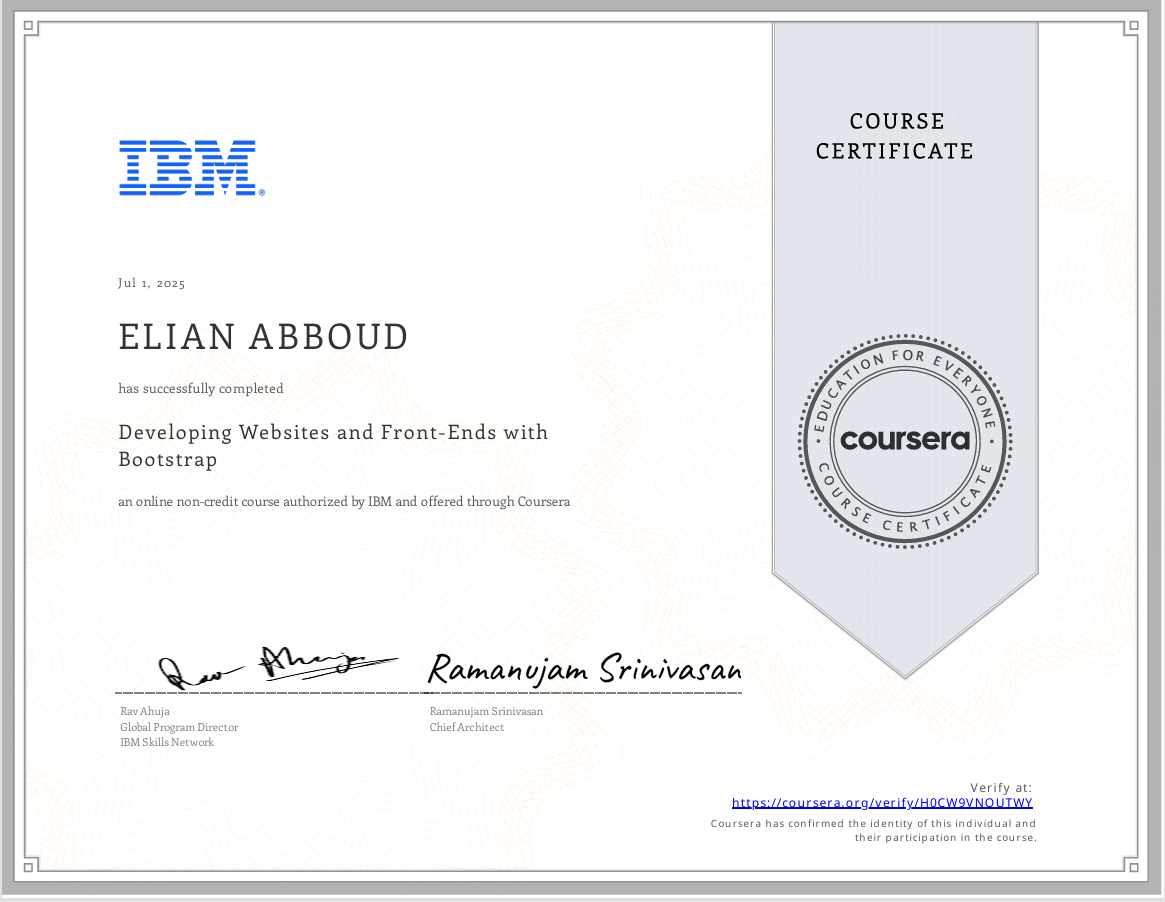 COURSE
CERTIFICATE
IBM®
Jul 1, 2025
ELIAN ABBOUD
has successfully completed
Developing Websites and Front-Ends with
Bootstrap
an online non-credit course authorized by IBM and offered through Coursera
• EDUCATION FOR EVERYONE •
coursera
COURSE CERTIFICATE
Rav Ahuja
Ramanujam Srinivasan
Rav Ahuja
Global Program Director
IBM Skills Network
Ramanujam Srinivasan
Chief Architect
Verify at:
https://coursera.org/verify/H0CW9VNOUTWY
Coursera has confirmed the identity of this individual and
their participation in the course.